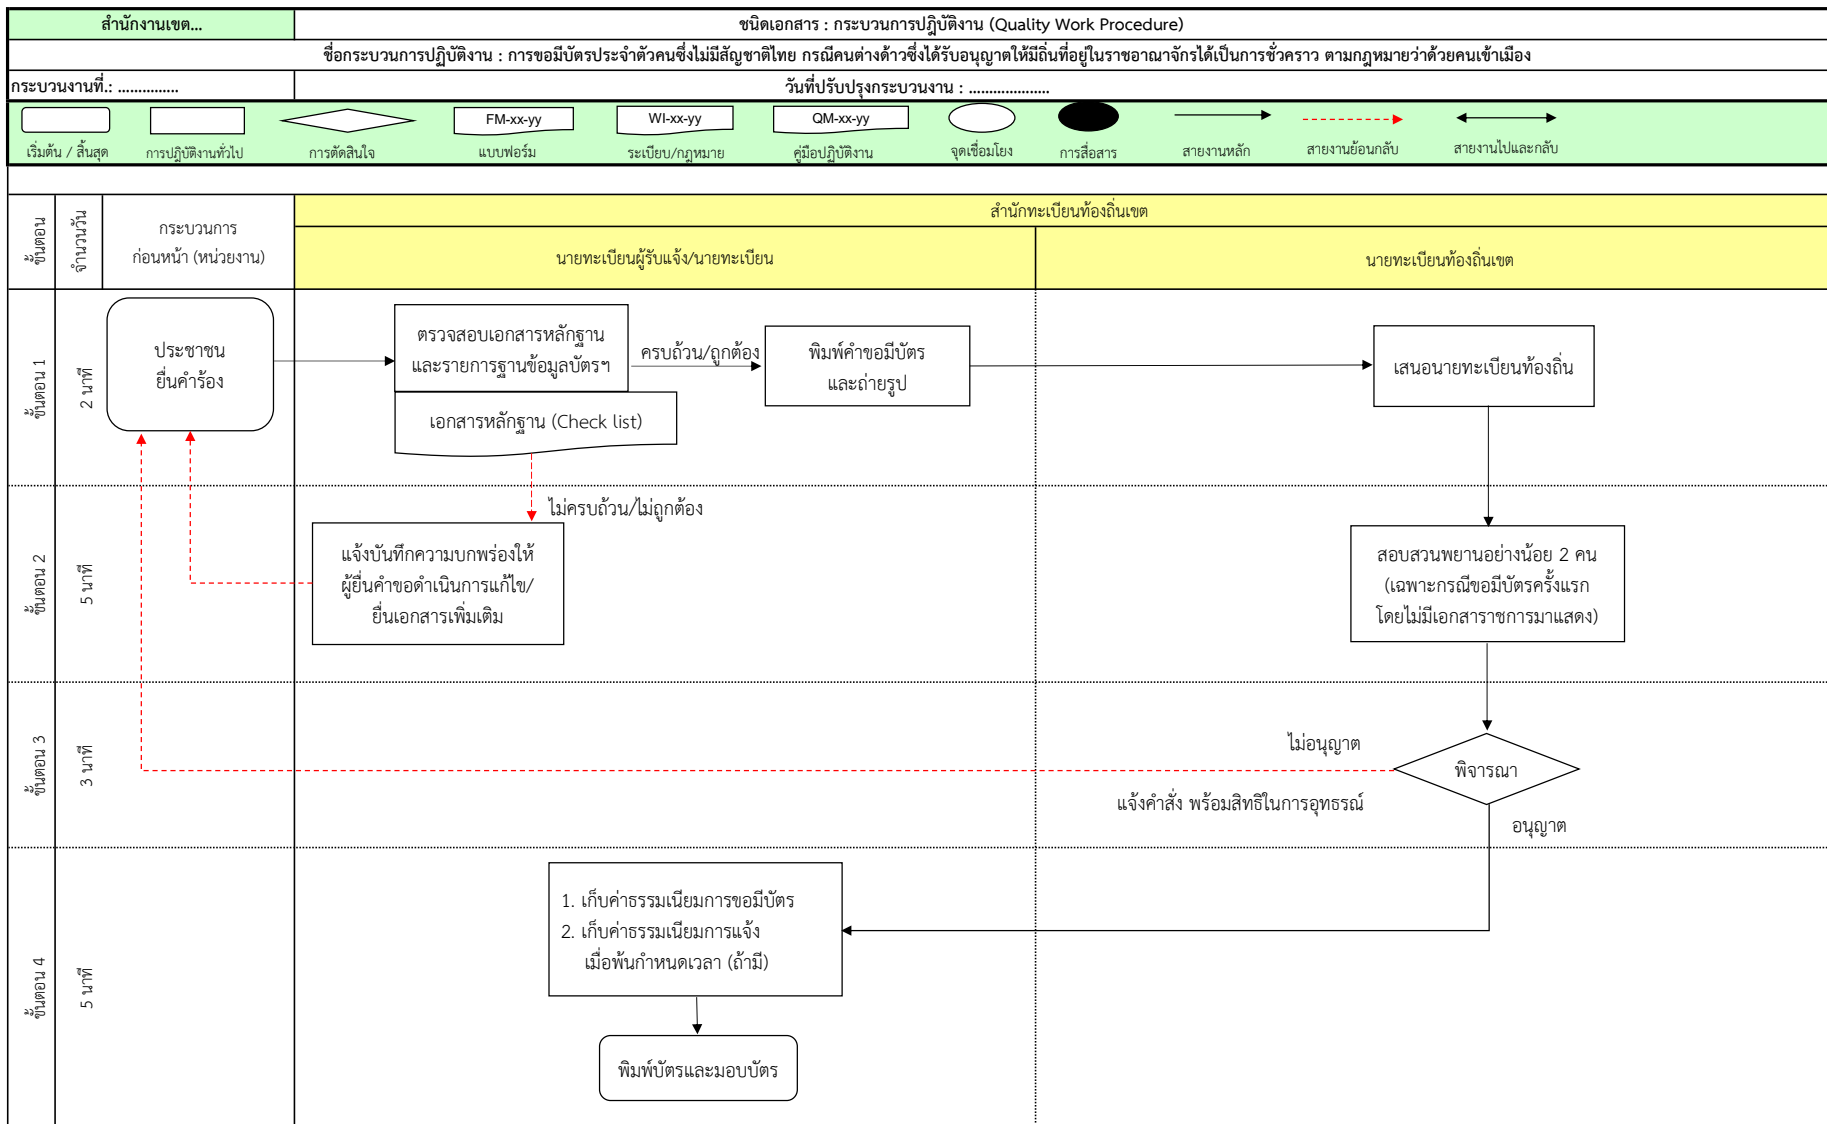 สำนักงานเขต...
ชนิดเอกสาร : กระบวนการปฏิบัติงาน (Quality Work Procedure)
ชื่อกระบวนการปฏิบัติงาน : การขอมีบัตรประจำตัวคนซึ่งไม่มีสัญชาติไทย กรณีคนต่างด้าวซึ่งได้รับอนุญาตให้มีถิ่นที่อยู่ในราชอาณาจักรได้เป็นการชั่วคราว ตามกฎหมายว่าด้วยคนเข้าเมือง
กระบวนงานที่.: ...............
วันที่ปรับปรุงกระบวนงาน : ....................
FM-xx-yy
WI-xx-yy
QM-xx-yy
เริ่มต้น / สิ้นสุด
การปฏิบัติงานทั่วไป
การตัดสินใจ
แบบฟอร์ม
ระเบียบ/กฎหมาย
คู่มือปฏิบัติงาน
จุดเชื่อมโยง
การสื่อสาร
สายงานหลัก
สายงานย้อนกลับ
สายงานไปและกลับ
ขั้นตอน
จำนวนวัน
กระบวนการ
ก่อนหน้า (หน่วยงาน)
สำนักทะเบียนท้องถิ่นเขต
นายทะเบียนผู้รับแจ้ง/นายทะเบียน
นายทะเบียนท้องถิ่นเขต
ขั้นตอน 1
2 นาที
ประชาชน
ยื่นคำร้อง
ตรวจสอบเอกสารหลักฐาน
และรายการฐานข้อมูลบัตรฯ
เอกสารหลักฐาน (Check list)
ครบถ้วน/ถูกต้อง
พิมพ์คำขอมีบัตร
และถ่ายรูป
เสนอนายทะเบียนท้องถิ่น
ขั้นตอน 2
5 นาที
ไม่ครบถ้วน/ไม่ถูกต้อง
แจ้งบันทึกความบกพร่องให้
ผู้ยื่นคำขอดำเนินการแก้ไข/
ยื่นเอกสารเพิ่มเติม
สอบสวนพยานอย่างน้อย 2 คน
(เฉพาะกรณีขอมีบัตรครั้งแรก
โดยไม่มีเอกสาราชการมาแสดง)
ขั้นตอน 3
3 นาที
ไม่อนุญาต
พิจารณา
แจ้งคำสั่ง พร้อมสิทธิในการอุทธรณ์
อนุญาต
ขั้นตอน 4
5 นาที
1. เก็บค่าธรรมเนียมการขอมีบัตร
2. เก็บค่าธรรมเนียมการแจ้ง
เมื่อพ้นกำหนดเวลา (ถ้ามี)
พิมพ์บัตรและมอบบัตร